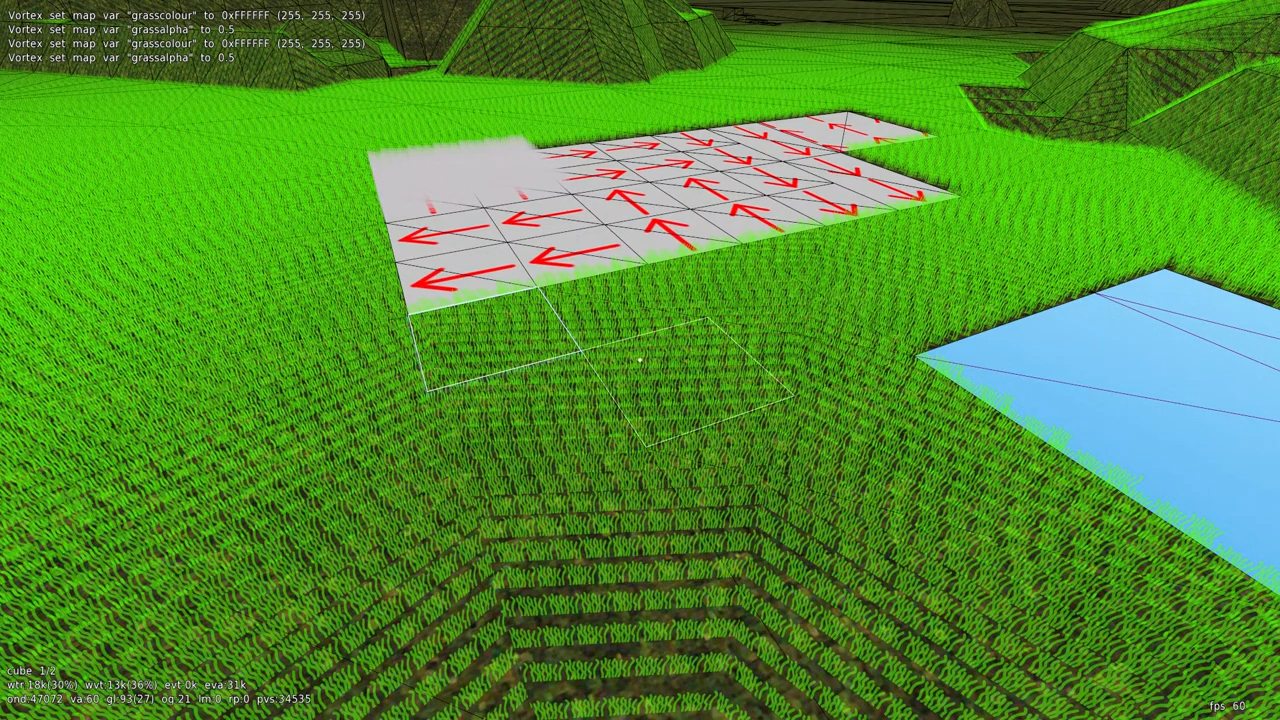 Vortex set map var "grasscolour" to 0xFFFFFF (255, 255, 255)
Vortex set map var "grassalpha" to 0.5
Vortex set map var "grasscolour" to 0xFFFFFF (255, 255, 255)
Vortex set map var "grassalpha" to 0.5
cube 1/2
wtr:18k(30%) wvt:13k(36%) evt:0k eva:31k
ond:47072 va:60 gl:93(27) oq:21 lm:0 rp:0 pvs:34535
fps 60